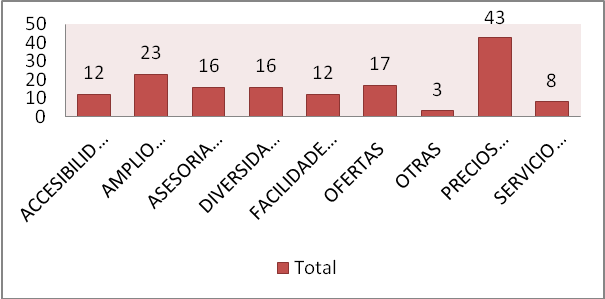 50
40
30
20
10
0
12
23
16
16
12
17
3
43
8
ACCESIBILID...
AMPLIO...
ASESORIA...
DIVERSIDA...
FACILIDADE...
OFERTAS
OTRAS
PRECIOS...
SERVICIO...
Total